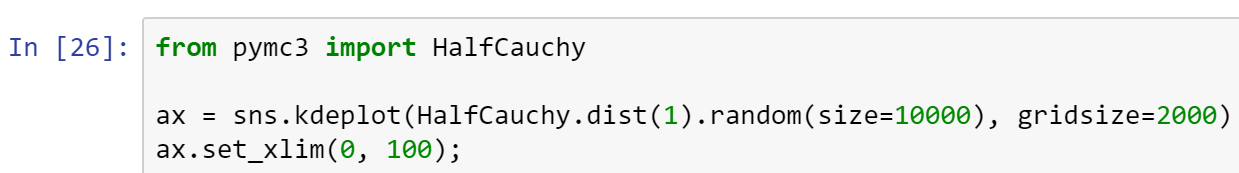 In [26]: from pymc3 import HalfCauchy
ax = sns.kdeplot(HalfCauchy.dist(1).random(size=10000), gridsize=2000)
ax.set_xlim(0, 100);